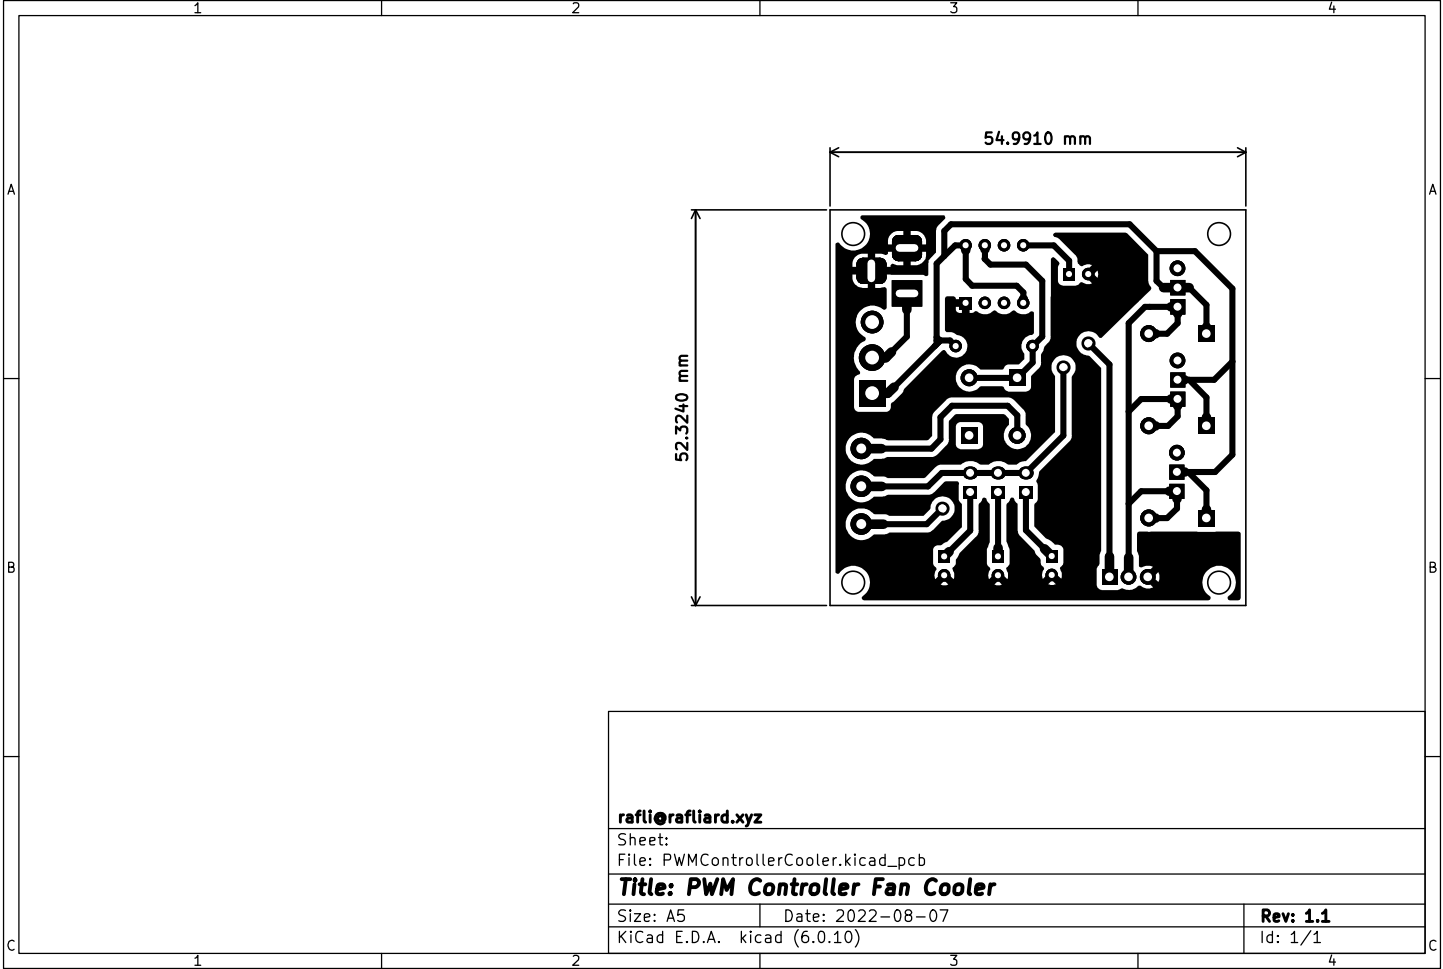 1 2 3 4
54.9910 mm
A A
52.3240 mm
B B
rafli@rafliard.xyz
Sheet:
File: PWMControllerCooler.kicad_pcb
Title: PWM Controller Fan Cooler
Size: A5 Date: 2022-08-07 Rev: 1.1
KiCad E.D.A. kicad (6.0.10) Id: 1/1
C C
1 2 3 4